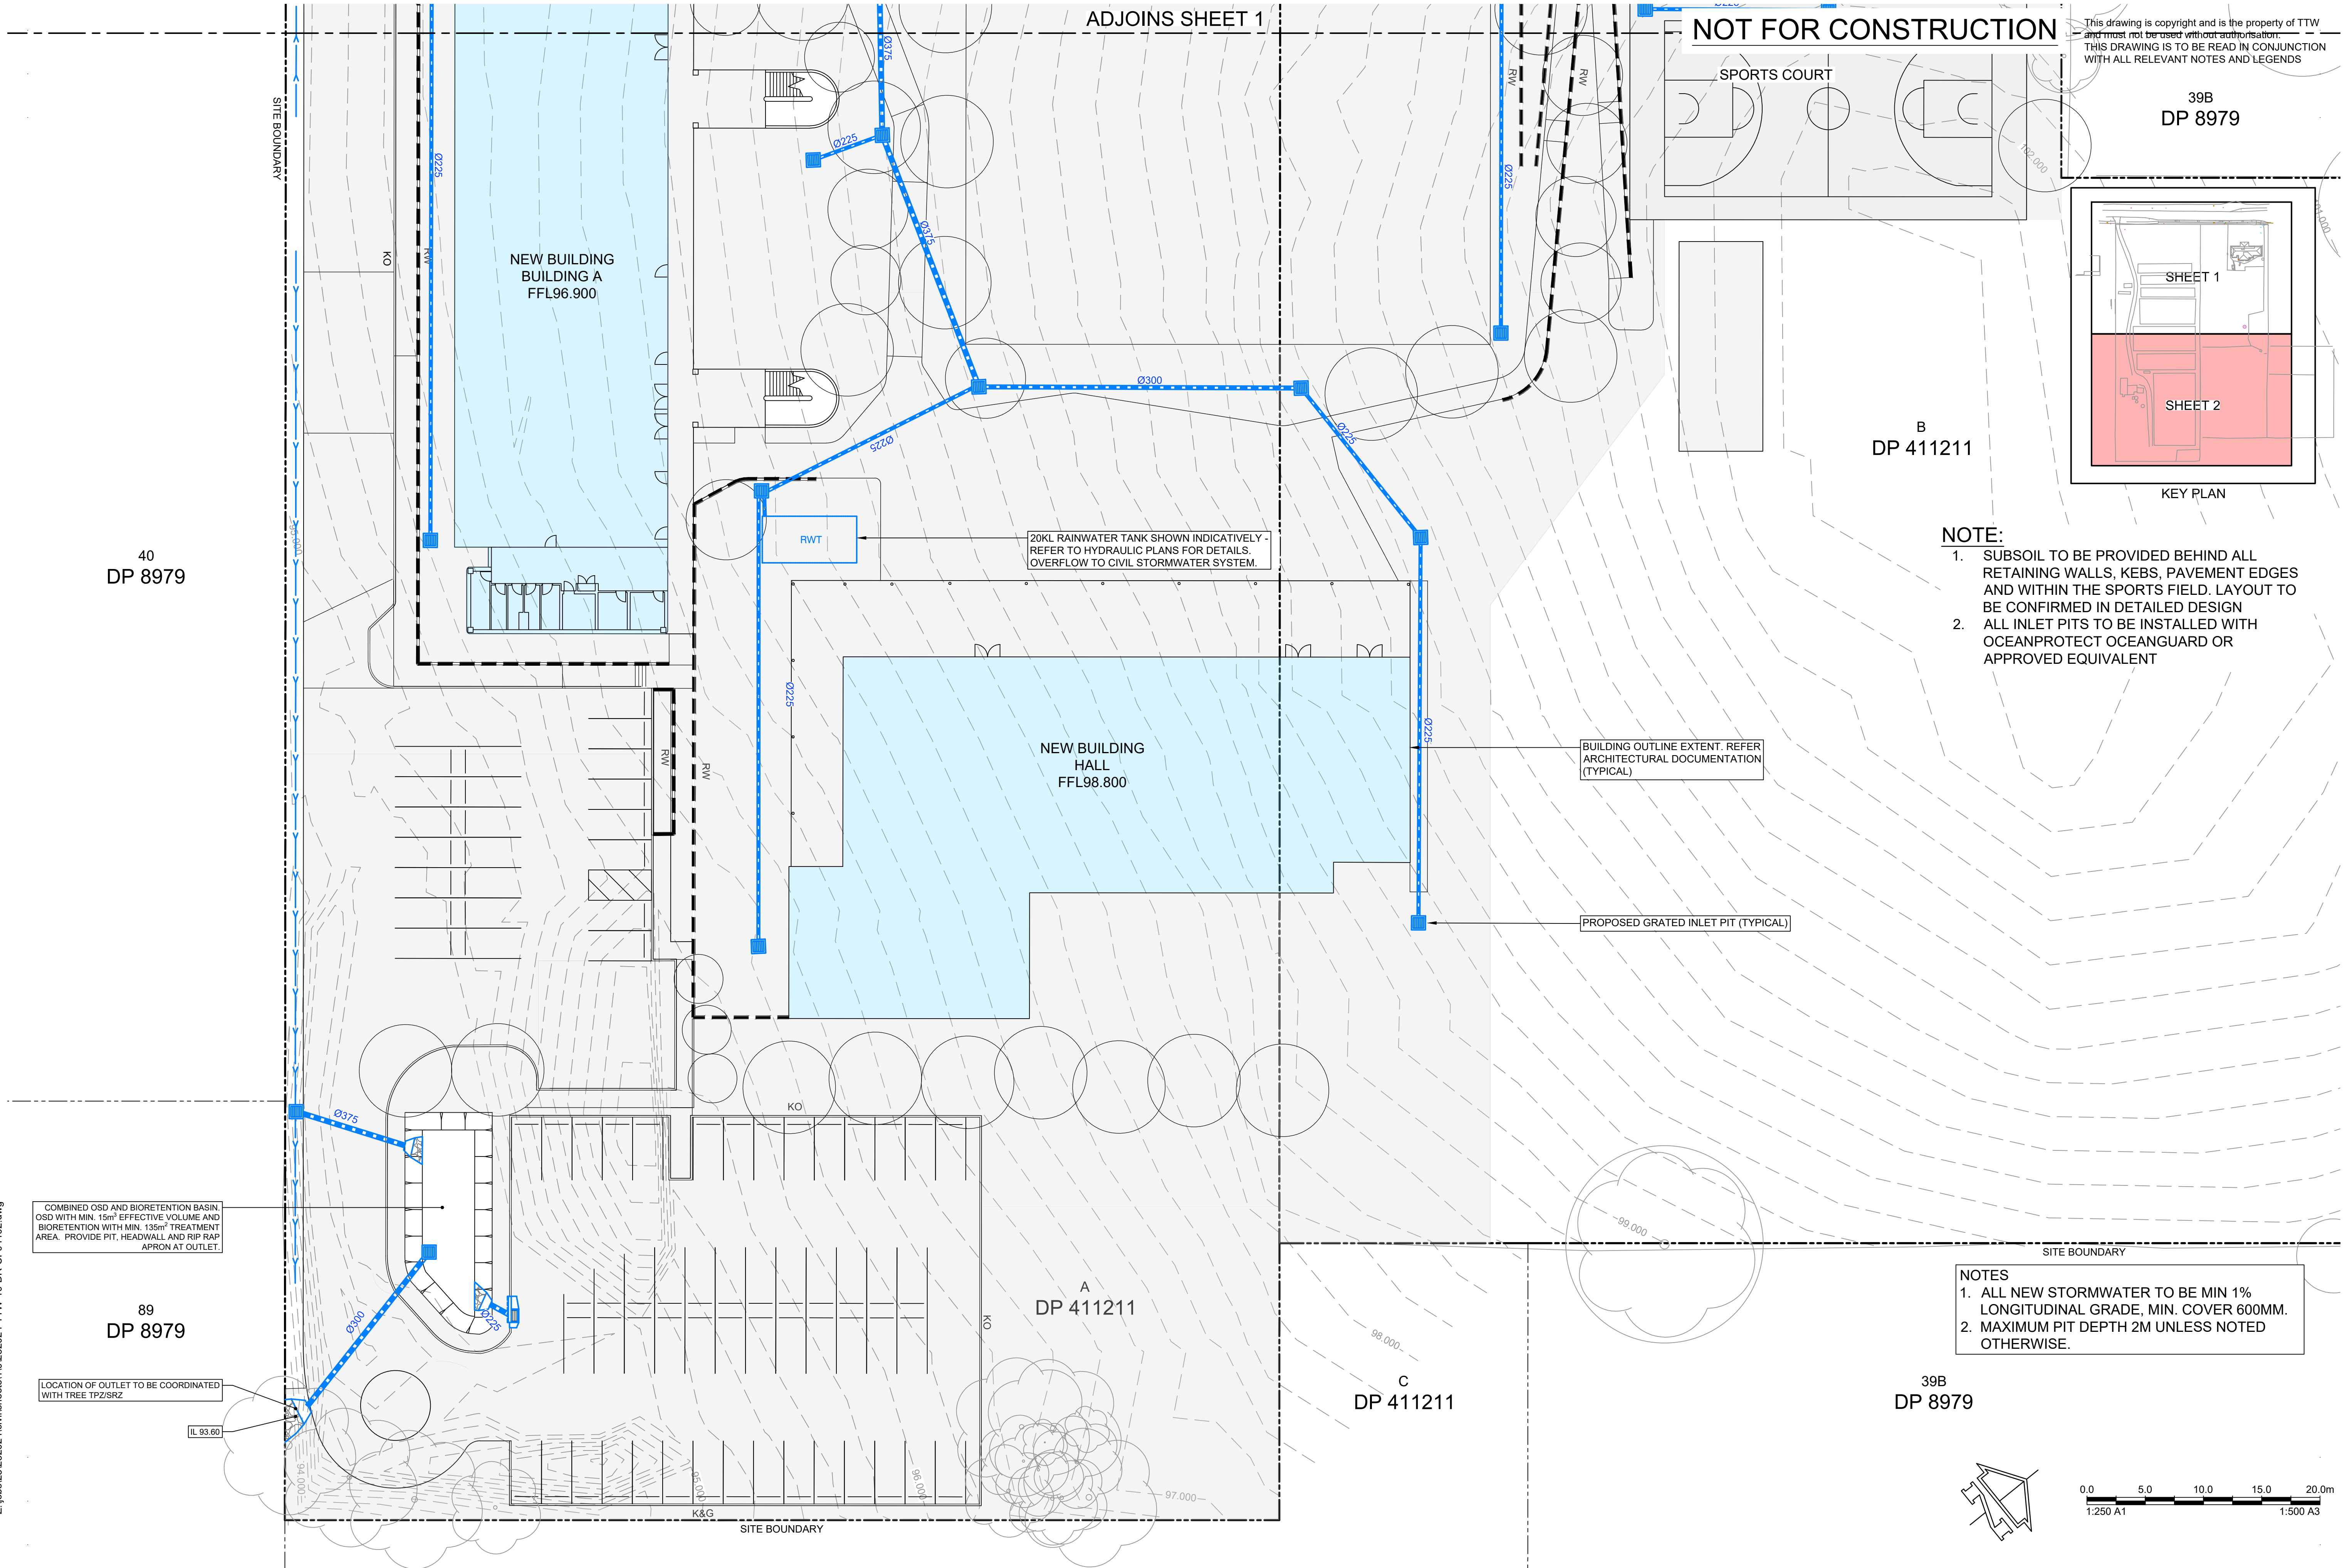 ADJOINS SHEET 1
NOT FOR CONSTRUCTION
This drawing is copyright and is the property of TTW
and must not be used without authorisation.
THIS DRAWING IS TO BE READ IN CONJUNCTION
WITH ALL RELEVANT NOTES AND LEGENDS
SPORTS COURT
39B
DP 8979
102.000
101.000
SITE BOUNDARY
Ø225
Ø375
Ø225
Ø225
RW
RW
Ø225
KO
RW
NEW BUILDING
BUILDING A
FFL96.900
Ø375
SHEET 1
SHEET 2
KEY PLAN
Ø300
Ø225
Ø225
B
DP 411211
RWT
20KL RAINWATER TANK SHOWN INDICATIVELY -
REFER TO HYDRAULIC PLANS FOR DETAILS.
OVERFLOW TO CIVIL STORMWATER SYSTEM.
NOTE:
1. SUBSOIL TO BE PROVIDED BEHIND ALL
RETAINING WALLS, KEBS, PAVEMENT EDGES
AND WITHIN THE SPORTS FIELD. LAYOUT TO
BE CONFIRMED IN DETAILED DESIGN
2. ALL INLET PITS TO BE INSTALLED WITH
OCEANPROTECT OCEANGUARD OR
APPROVED EQUIVALENT
40
DP 8979
Ø225
RW
RW
NEW BUILDING
HALL
FFL98.800
Ø225
BUILDING OUTLINE EXTENT. REFER
ARCHITECTURAL DOCUMENTATION
(TYPICAL)
PROPOSED GRATED INLET PIT (TYPICAL)
Ø375
KO
COMBINED OSD AND BIORETENTION BASIN.
OSD WITH MIN. 15m³ EFFECTIVE VOLUME AND
BIORETENTION WITH MIN. 135m² TREATMENT
AREA. PROVIDE PIT, HEADWALL AND RIP RAP
APRON AT OUTLET.
99.000
SITE BOUNDARY
89
DP 8979
Ø300
Ø225
A
DP 411211
KO
NOTES
1. ALL NEW STORMWATER TO BE MIN 1%
LONGITUDINAL GRADE, MIN. COVER 600MM.
2. MAXIMUM PIT DEPTH 2M UNLESS NOTED
OTHERWISE.
98.000
LOCATION OF OUTLET TO BE COORDINATED
WITH TREE TPZ/SRZ
IL 93.60
C
DP 411211
39B
DP 8979
94.000
95.000
96.000
97.000
K&G
SITE BOUNDARY
0.0 5.0 10.0 15.0 20.0m
1:250 A1 1:500 A3